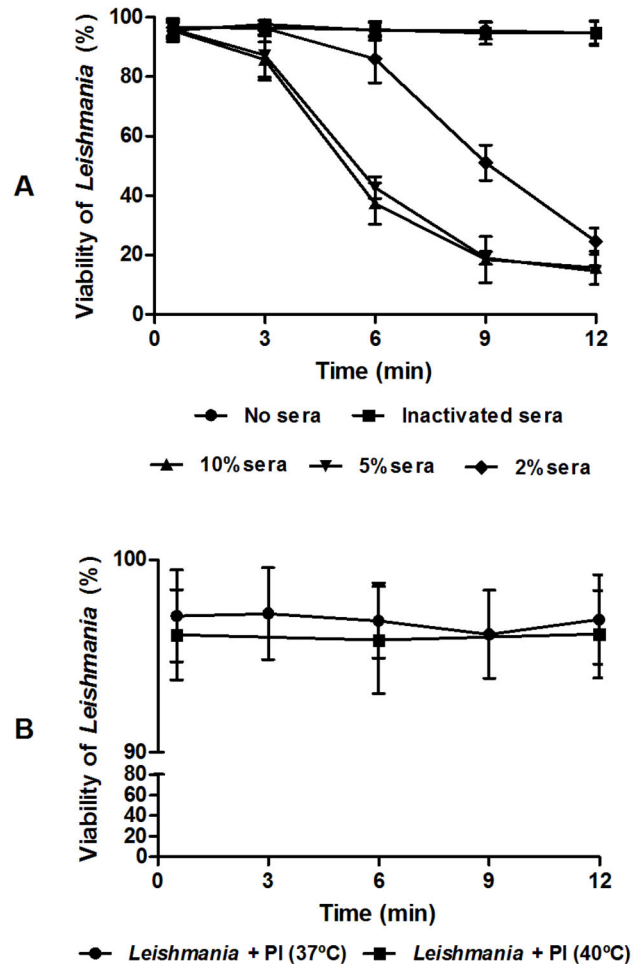 A
Viability of Leishmania (%)
100
80
60
40
20
0
0 3 6 9 12
Time (min)
No sera Inactivated sera
10% sera 5% sera 2% sera
B
Viability of Leishmania (%)
100
90
80
60
40
20
0
0 3 6 9 12
Time (min)
Leishmania + PI (37ºC) Leishmania + PI (40ºC)